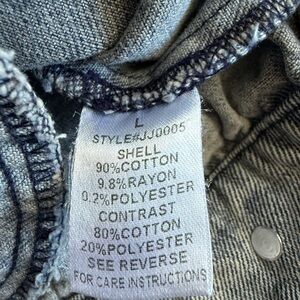 L
STYLE#JJ0005
SHELL
90%COTTON
9.8%RAYON
0.2%POLYESTER
CONTRAST
80%COTTON
20%POLYESTER
SEE REVERSE
FOR CARE INSTRUCTIONS